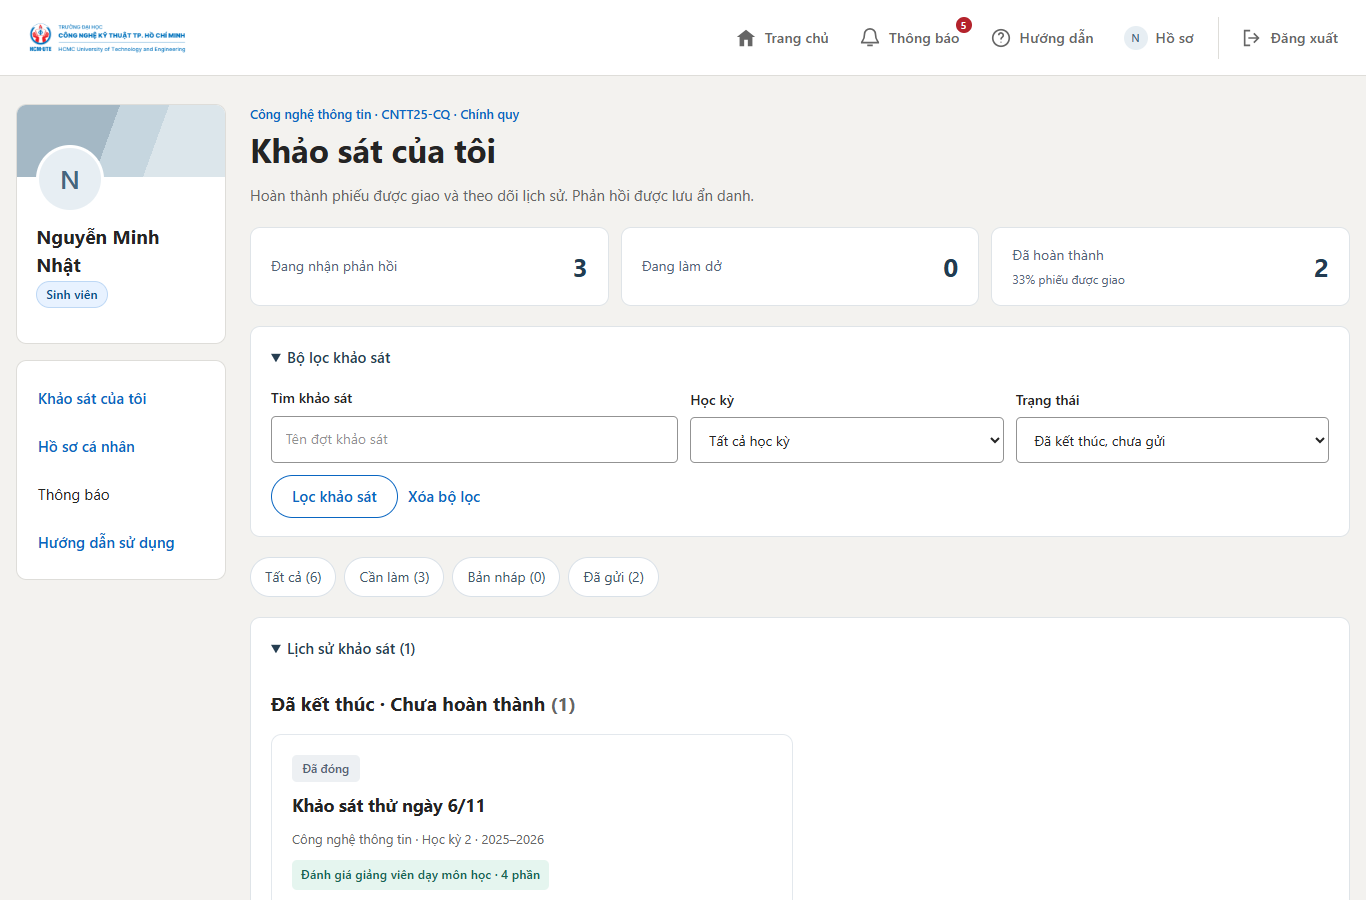 TRƯỜNG ĐẠI HỌC
CÔNG NGHỆ KỸ THUẬT TP. HỒ CHÍ MINH
HCMC University of Technology and Engineering
HCM-UTE
Trang chủ
Thông báo
5
Hướng dẫn
N
Hồ sơ
Đăng xuất
N
Nguyễn Minh
Nhật
Sinh viên
Khảo sát của tôi
Hồ sơ cá nhân
Thông báo
Hướng dẫn sử dụng
Công nghệ thông tin · CNTT25-CQ · Chính quy
Khảo sát của tôi
Hoàn thành phiếu được giao và theo dõi lịch sử. Phản hồi được lưu ẩn danh.
Đang nhận phản hồi
3
Đang làm dở
0
Đã hoàn thành
33% phiếu được giao
2
Bộ lọc khảo sát
Tìm khảo sát
Học kỳ
Trạng thái
Tên đợt khảo sát
Tất cả học kỳ
Đã kết thúc, chưa gửi
Lọc khảo sát
Xóa bộ lọc
Tất cả (6)
Cần làm (3)
Bản nháp (0)
Đã gửi (2)
Lịch sử khảo sát (1)
Đã kết thúc · Chưa hoàn thành (1)
Đã đóng
Khảo sát thử ngày 6/11
Công nghệ thông tin · Học kỳ 2 · 2025–2026
Đánh giá giảng viên dạy môn học · 4 phần